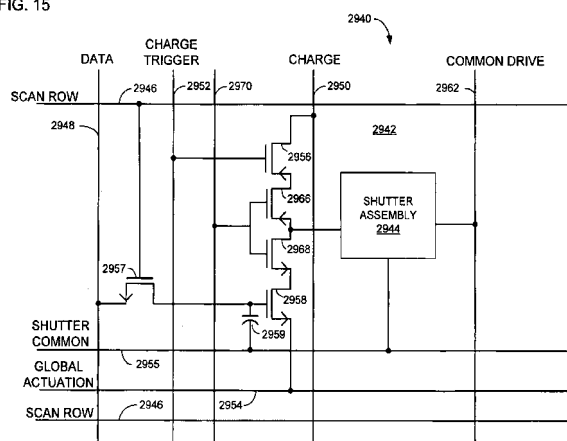 FIG. 15
2940
DATA
CHARGE
TRIGGER
CHARGE
COMMON DRIVE
2946
2952
2970
2950
2962
SCAN ROW
2948
2942
2956
2966
SHUTTER
ASSEMBLY
2944
2968
2957
2958
2959
SHUTTER
COMMON
2955
GLOBAL
ACTUATION
2954
SCAN ROW
2946